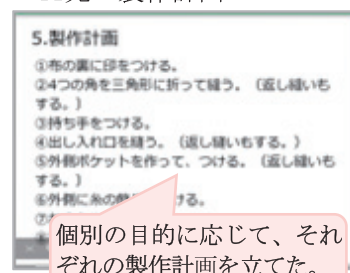 5.製作計画
①布の裏に印をつける。
②4つの角を三角形に折って縫う。（返し縫いも
する。）
③持ち手をつける。
④出し入れ口を縫う。（返し縫いもする。）
⑤外側ポケットを作って、つける。（返し縫いも
する。）
⑥外側に糸の
ける。
個別の目的に応じて、それ
ぞれの製作計画を立てた。